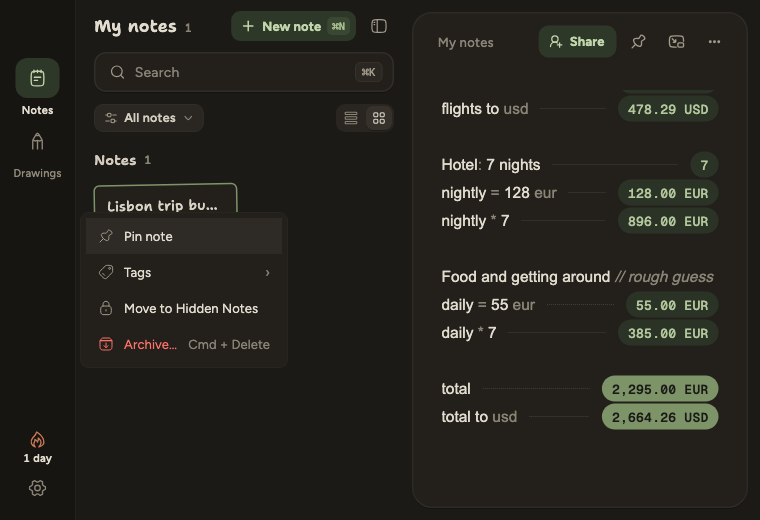 My notes 1
New note ⌘N
Search ⌘K
All notes
Notes 1
Lisbon trip bu...
Pin note
Tags
Move to Hidden Notes
Archive... Cmd + Delete
Notes
Drawings
1 day
My notes
Share
flights to usd 478.29 USD
Hotel: 7 nights 7
nightly = 128 eur 128.00 EUR
nightly * 7 896.00 EUR
Food and getting around // rough guess
daily = 55 eur 55.00 EUR
daily * 7 385.00 EUR
total 2,295.00 EUR
total to usd 2,664.26 USD